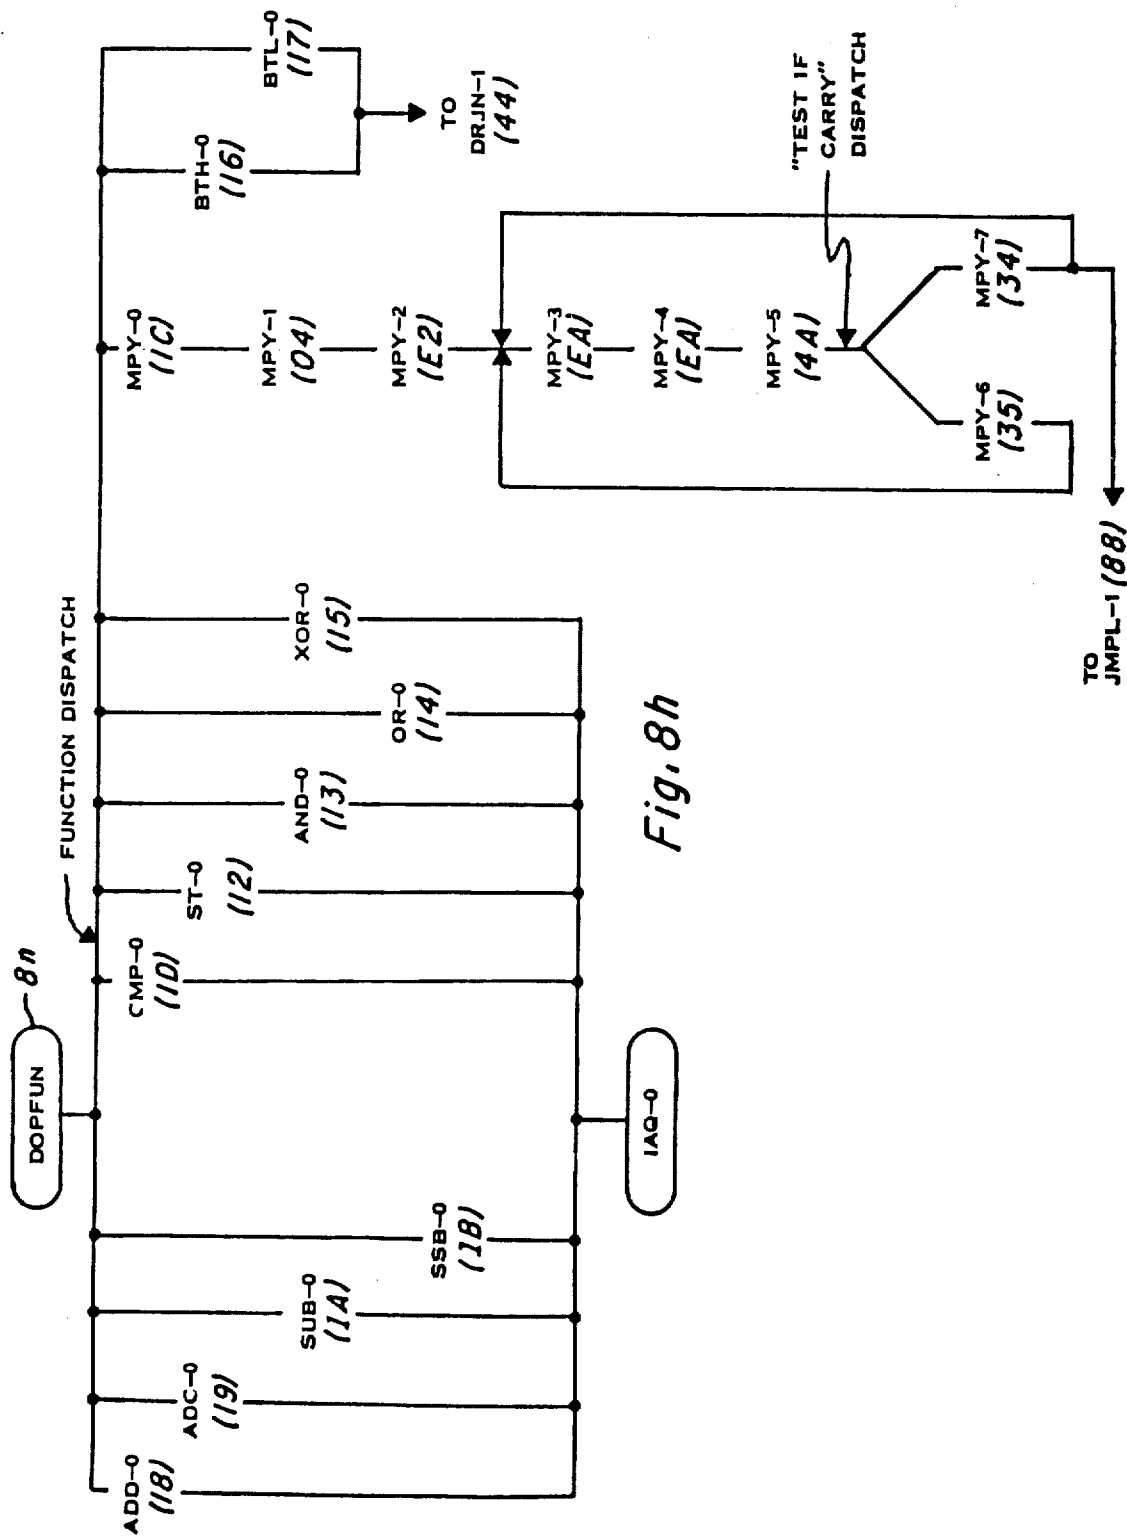 DOPFUN
8n
FUNCTION DISPATCH
ADD-0
(18)
ADC-0
(19)
SUB-0
(1A)
SSB-0
(1B)
CMP-0
(1D)
ST-0
(12)
AND-0
(13)
OR-0
(14)
XOR-0
(15)
IAQ-0
MPY-0
(1C)
MPY-1
(04)
MPY-2
(E2)
MPY-3
(EA)
MPY-4
(EA)
MPY-5
(4A)
"TEST IF
CARRY"
DISPATCH
MPY-6
(35)
MPY-7
(34)
TO
JMPL-1 (88)
BTH-0
(16)
BTL-0
(17)
TO
DRJN-1
(44)
Fig. 8h